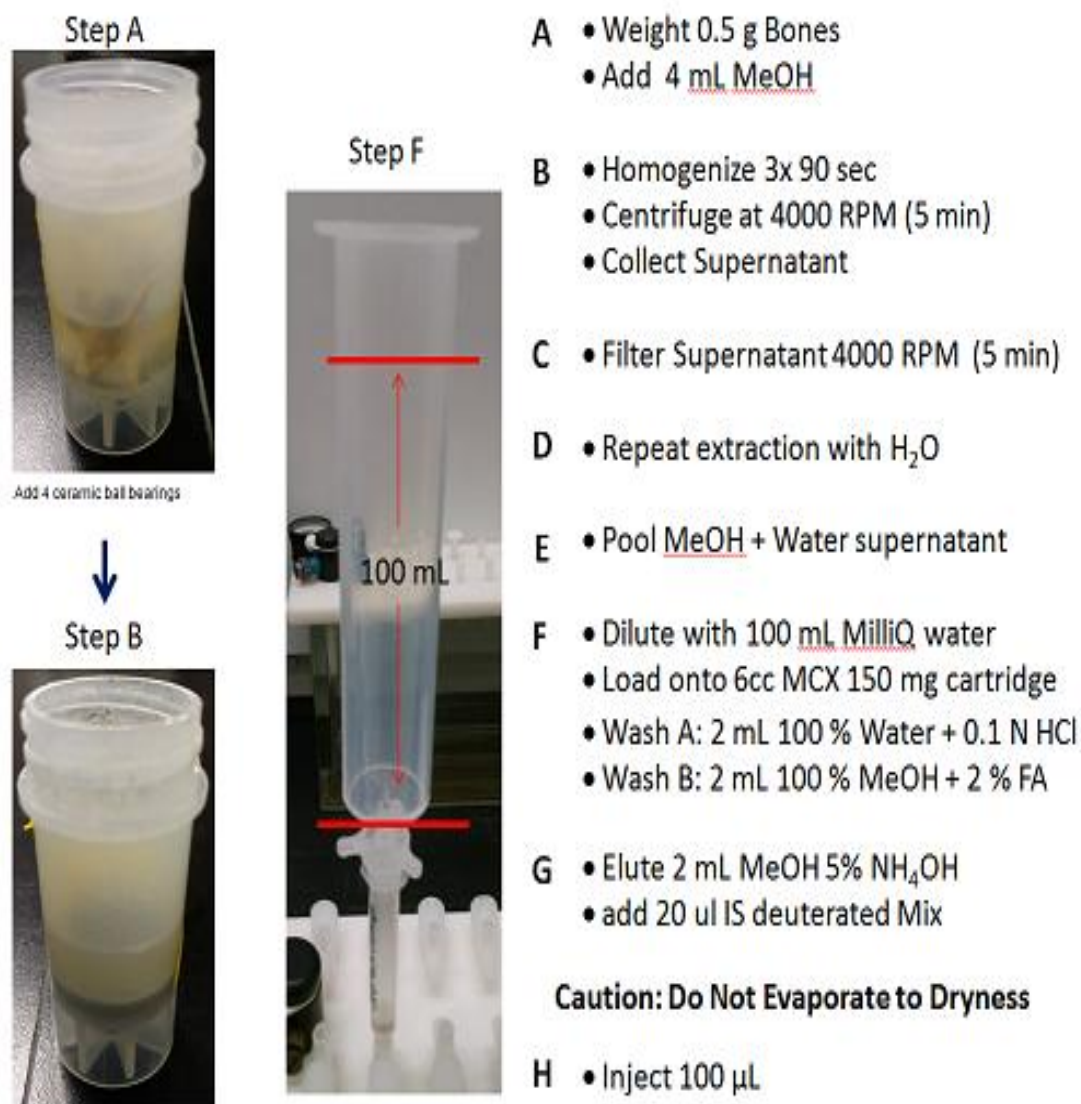 Step A
Add 4 ceramic ball bearings
Step B
Step F
100 mL
A • Weight 0.5 g Bones
• Add 4 mL MeOH
B • Homogenize 3x 90 sec
• Centrifuge at 4000 RPM (5 min)
• Collect Supernatant
C • Filter Supernatant 4000 RPM (5 min)
D • Repeat extraction with H₂O
E • Pool MeOH + Water supernatant
F • Dilute with 100 mL MilliQ water
• Load onto 6cc MCX 150 mg cartridge
• Wash A: 2 mL 100 % Water + 0.1 N HCl
• Wash B: 2 mL 100 % MeOH + 2 % FA
G • Elute 2 mL MeOH 5% NH₄OH
• add 20 ul IS deuterated Mix
Caution: Do Not Evaporate to Dryness
H • Inject 100 µL